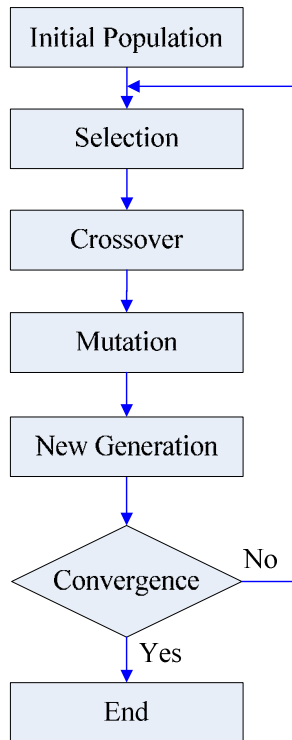 Initial Population
Selection
Crossover
Mutation
New Generation
Convergence
No
Yes
End